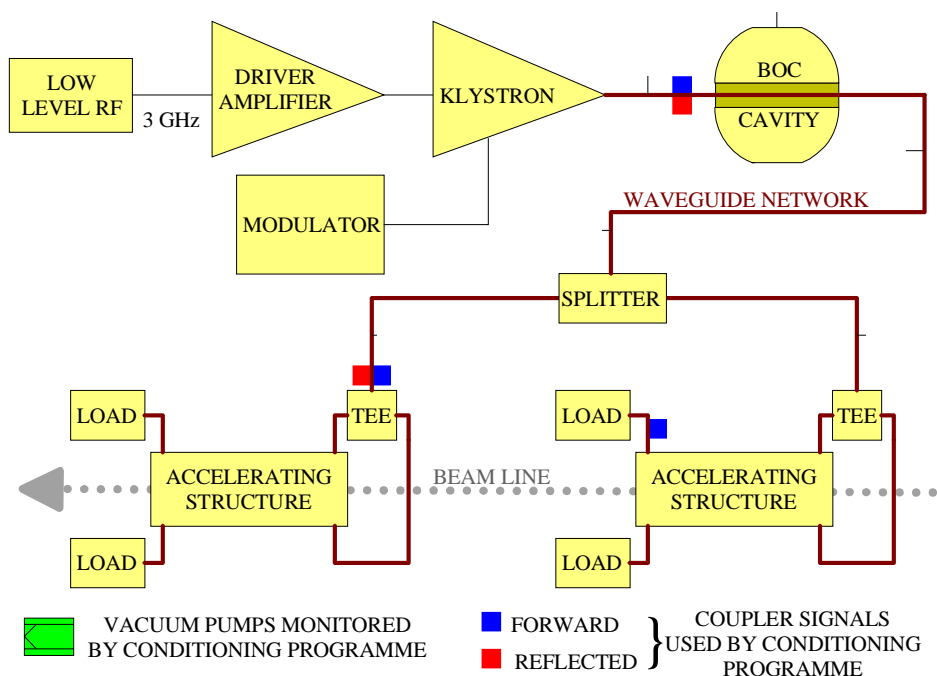 LOW
LEVEL RF
3 GHz
DRIVER
AMPLIFIER
KLYSTRON
BOC
CAVITY
MODULATOR
WAVEGUIDE NETWORK
SPLITTER
LOAD
TEE
LOAD
TEE
ACCELERATING
STRUCTURE
BEAM LINE
ACCELERATING
STRUCTURE
LOAD
LOAD
VACUUM PUMPS MONITORED
BY CONDITIONING PROGRAMME
FORWARD
REFLECTED
COUPLER SIGNALS
USED BY CONDITIONING
PROGRAMME